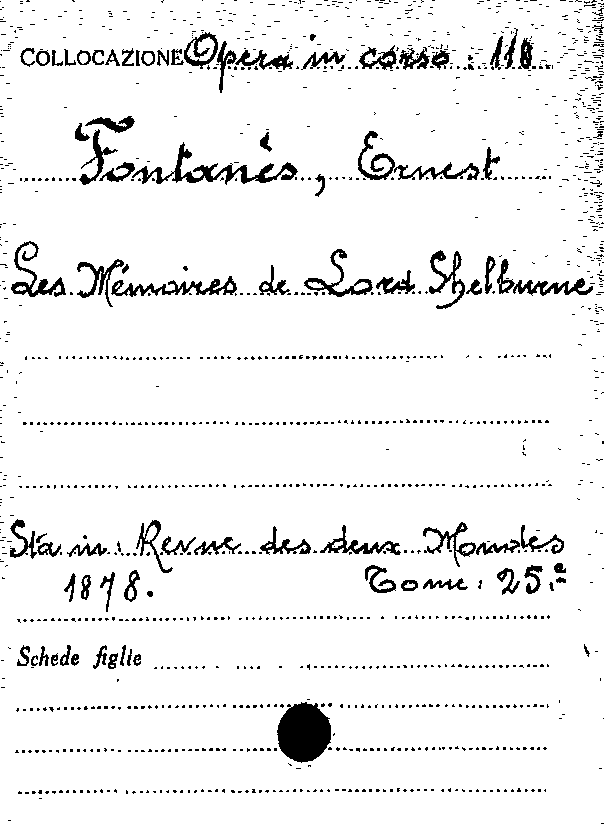 COLLOCAZIONE Opera in corso : 118
Fontanès, Ernest
Les Mémoires de Lord Shelburne
Sta in: Revue des deux Mondes
1878. Tome: 25.e
Schede figlie